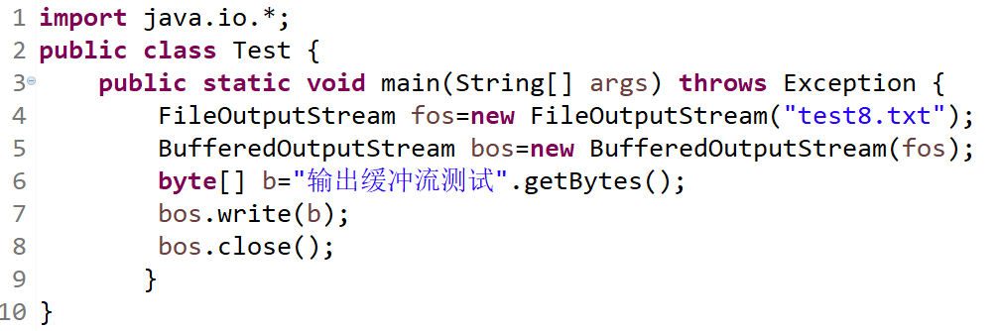 1 import java.io.*;
2 public class Test {
3     public static void main(String[] args) throws Exception {
4         FileOutputStream fos=new FileOutputStream("test8.txt");
5         BufferedOutputStream bos=new BufferedOutputStream(fos);
6         byte[] b="输出缓冲流测试".getBytes();
7         bos.write(b);
8         bos.close();
9        }
10 }